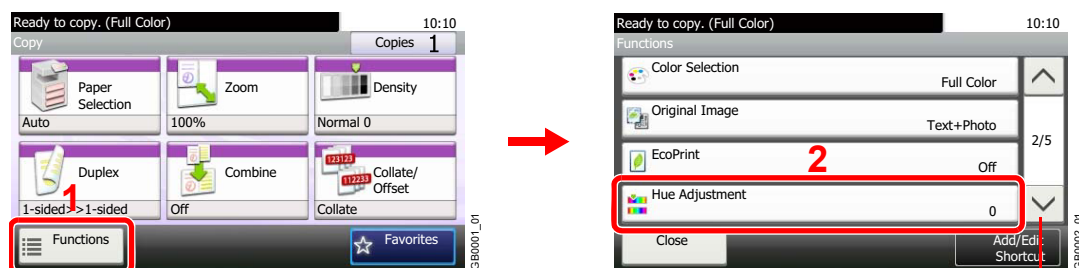 Ready to copy. (Full Color)
10:10
Copy
Copies 1
Paper
Selection
Auto
Zoom
100%
Density
Normal 0
Duplex
1-sided>>1-sided
Combine
Off
123123
112233
Collate/
Offset
Collate
1
Functions
Favorites
GB0001_01
Ready to copy. (Full Color)
10:10
Functions
Color Selection
Full Color
Original Image
Text+Photo
2/5
EcoPrint
Off
2
Hue Adjustment
0
Close
Add/Edit
Shortcut